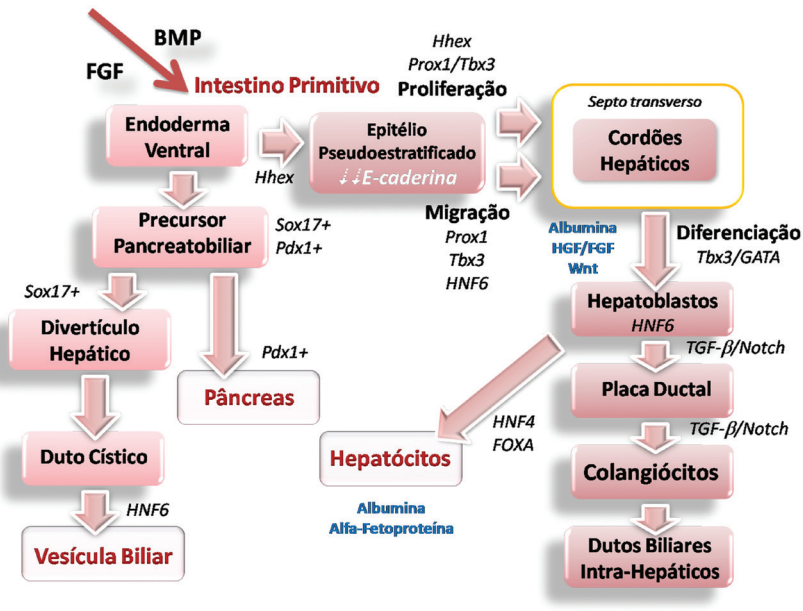 BMP
FGF
Intestino Primitivo
Endoderma
Ventral
Hhex
Epitélio
Pseudoestratificado
↓↓E-caderina
Hhex
Prox1/Tbx3
Proliferação
Migração
Prox1
Tbx3
HNF6
Septo transverso
Cordões
Hepáticos
Albumina
HGF/FGF
Wnt
Diferenciação
Tbx3/GATA
Precursor
Pancreatobiliar
Sox17+
Pdx1+
Sox17+
Divertículo
Hepático
Pdx1+
Pâncreas
Duto Cístico
HNF6
Vesícula Biliar
Hepatoblastos
HNF6
TGF-β/Notch
Placa Ductal
TGF-β/Notch
HNF4
FOXA
Hepatócitos
Albumina
Alfa-Fetoproteína
Colangiócitos
Dutos Biliares
Intra-Hepáticos